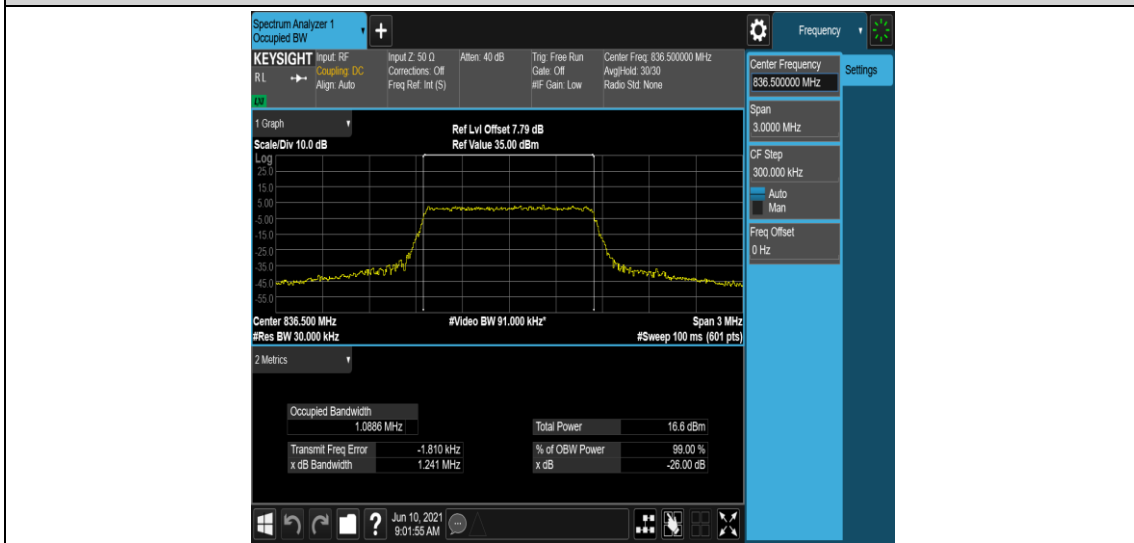 Spectrum Analyzer 1
Occupied BW
+
Frequency
KEYSIGHT
RL
LXI
Input: RF
Coupling: DC
Align: Auto
Input Z: 50 Ω
Corrections: Off
Freq Ref: Int (S)
Atten: 40 dB
Trig: Free Run
Gate: Off
#IF Gain: Low
Center Freq: 836.500000 MHz
Avg|Hold: 30/30
Radio Std: None
Center Frequency
836.500000 MHz
Settings
Span
3.0000 MHz
CF Step
300.000 kHz
Auto
Man
Freq Offset
0 Hz
1 Graph
Scale/Div 10.0 dB
Ref Lvl Offset 7.79 dB
Ref Value 35.00 dBm
Log
25.0
15.0
5.00
-5.00
-15.0
-25.0
-35.0
-45.0
-55.0
Center 836.500 MHz
#Res BW 30.000 kHz
#Video BW 91.000 kHz*
Span 3 MHz
#Sweep 100 ms (601 pts)
2 Metrics
Occupied Bandwidth
1.0886 MHz
Transmit Freq Error -1.810 kHz
x dB Bandwidth 1.241 MHz
Total Power 16.6 dBm
% of OBW Power 99.00 %
x dB -26.00 dB
?
Jun 10, 2021
9:01:55 AM